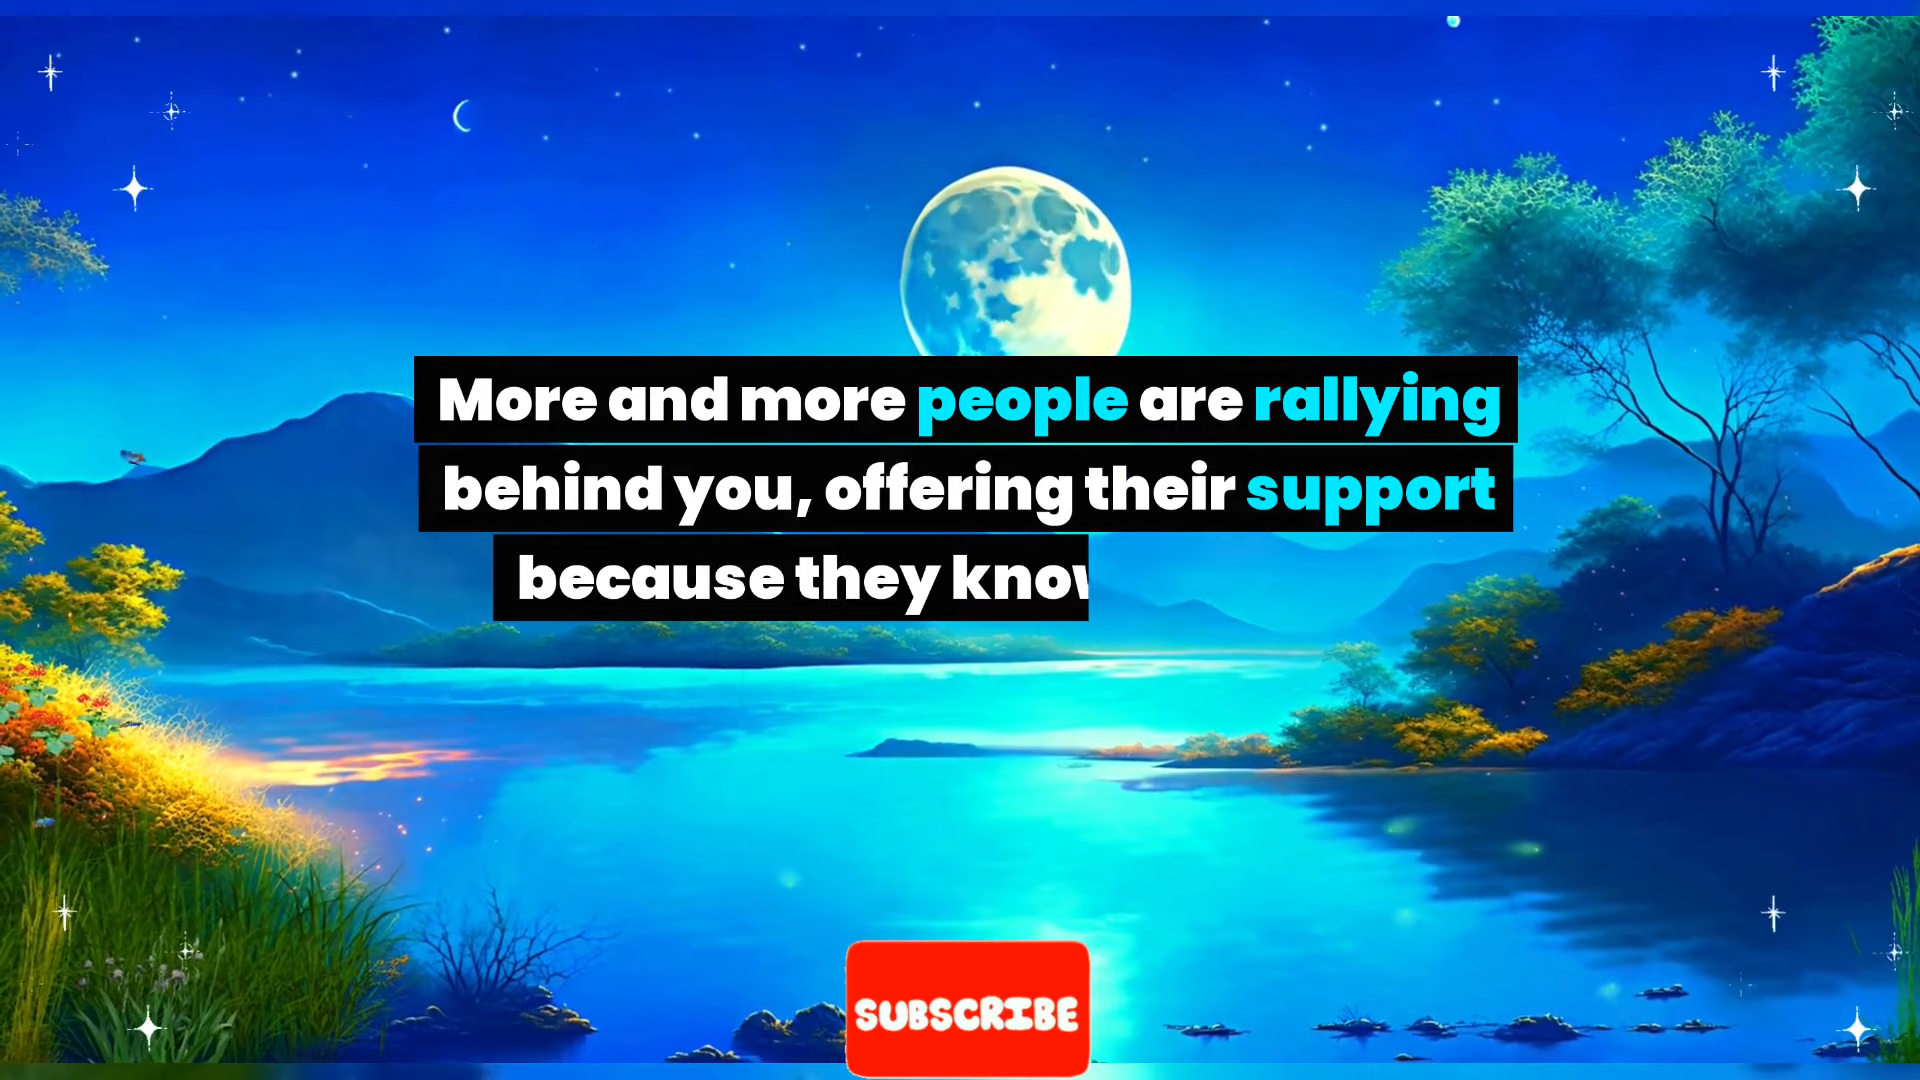 More and more people are rallying
behind you, offering their support
because they
SUBSCRIBE